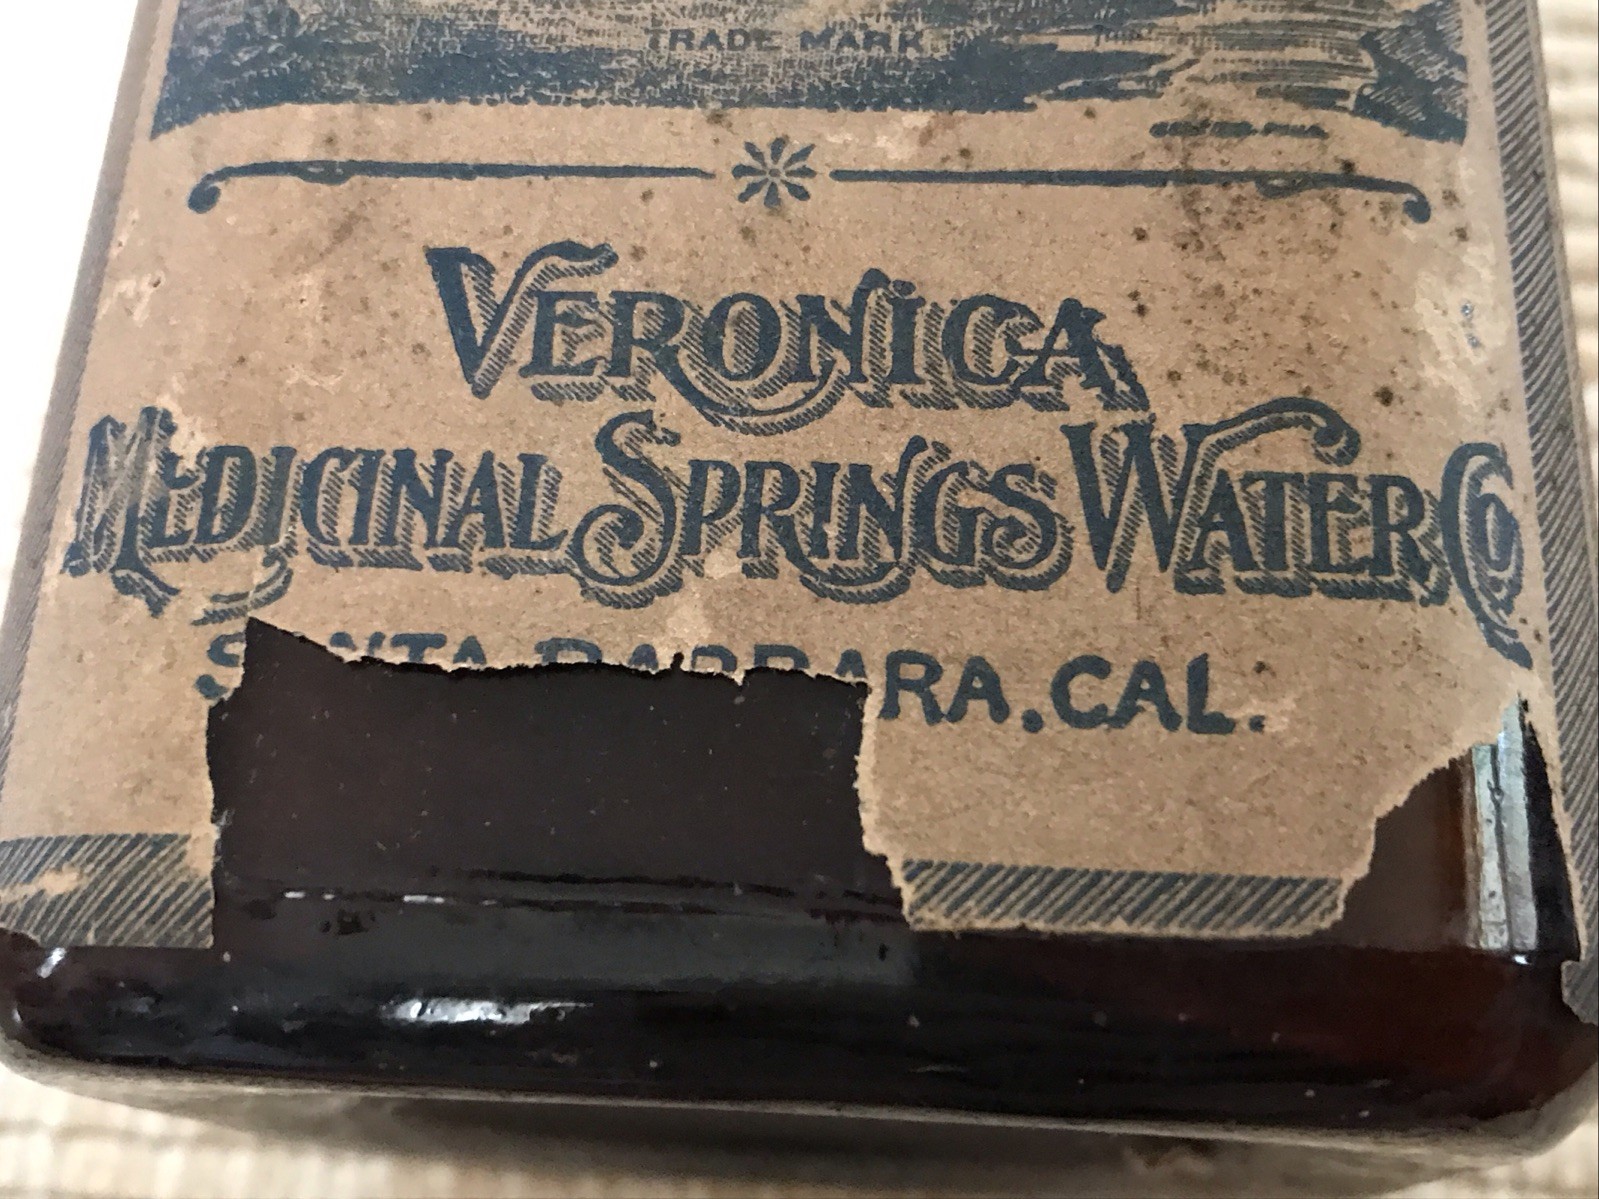 TRADE MARK
VERONICA
MEDICINAL SPRINGS WATER CO
SANTA BARBARA. CAL.